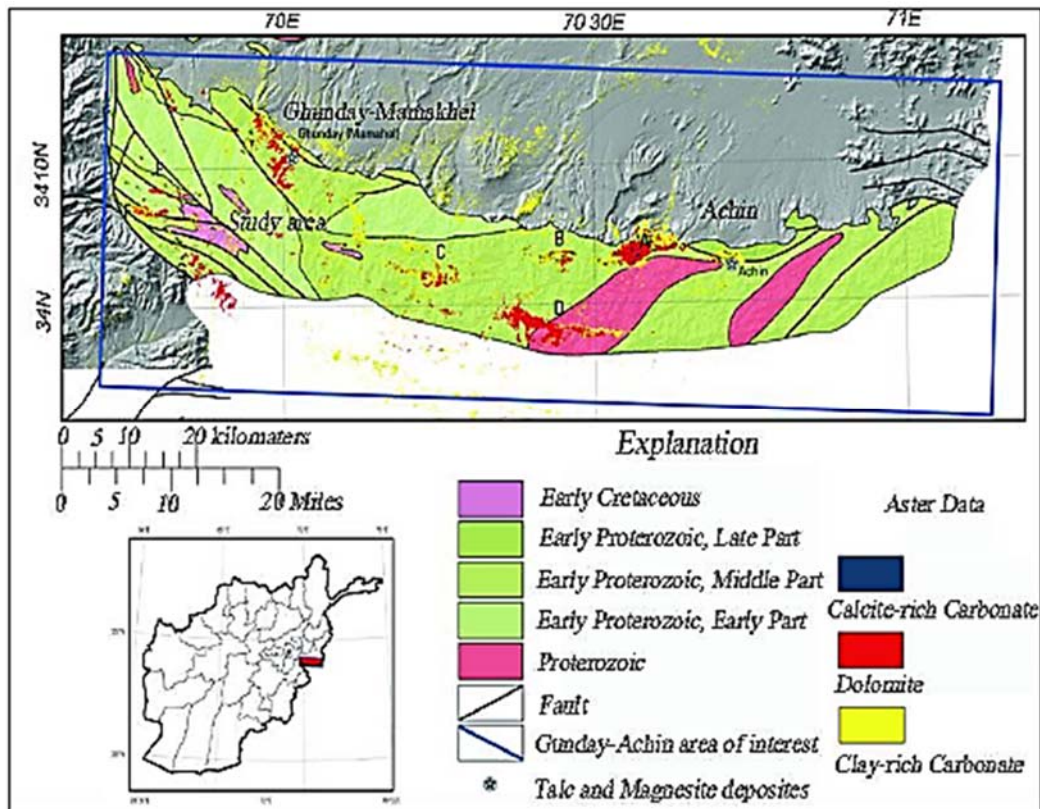 70E
70 30E
71E
3410N
34N
Ghunday-Mamakhel
Ghunday (Mamahel)
Achin
Study area
E
C
B
A
D
Achin
0 5 10 20 kilomaters
0 5 10 20 Miles
Explanation
Early Cretaceous
Early Proterozoic, Late Part
Early Proterozoic, Middle Part
Early Proterozoic, Early Part
Proterozoic
Fault
Gunday-Achin area of interest
Talc and Magnesite deposites
Aster Data
Calcite-rich Carbonate
Dolomite
Clay-rich Carbonate